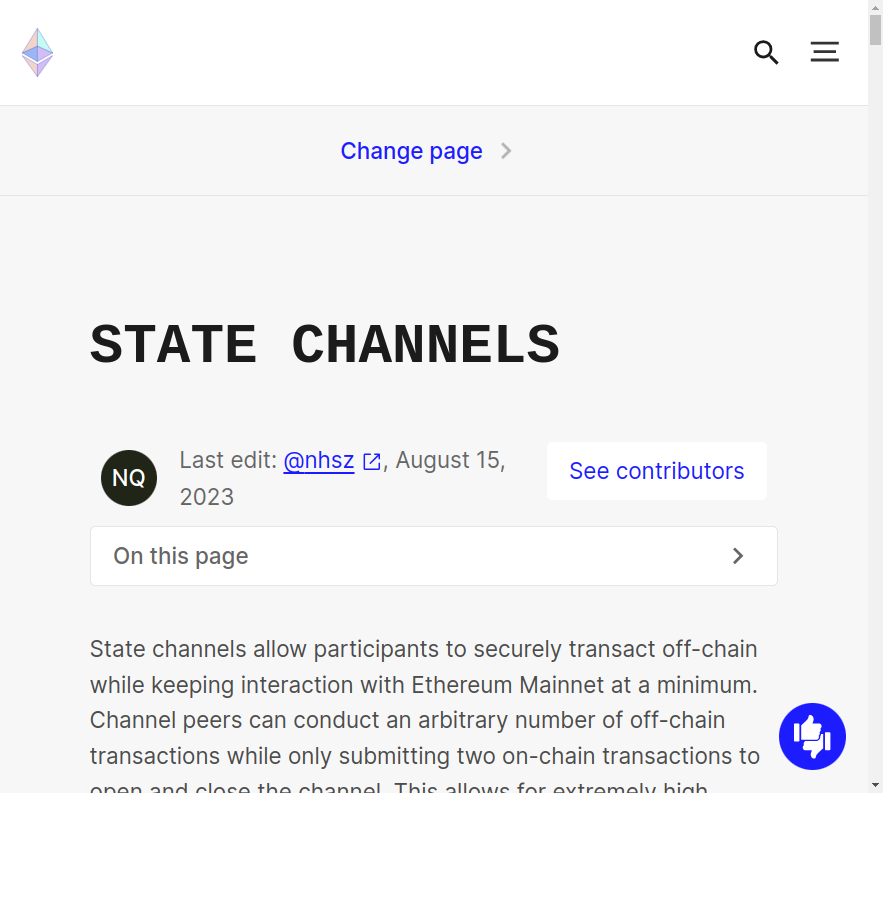 Change page
STATE CHANNELS
NQ
Last edit: @nhsz, August 15,
2023
See contributors
On this page
State channels allow participants to securely transact off-chain
while keeping interaction with Ethereum Mainnet at a minimum.
Channel peers can conduct an arbitrary number of off-chain
transactions while only submitting two on-chain transactions to
open and close the channel. This allows for extremely high